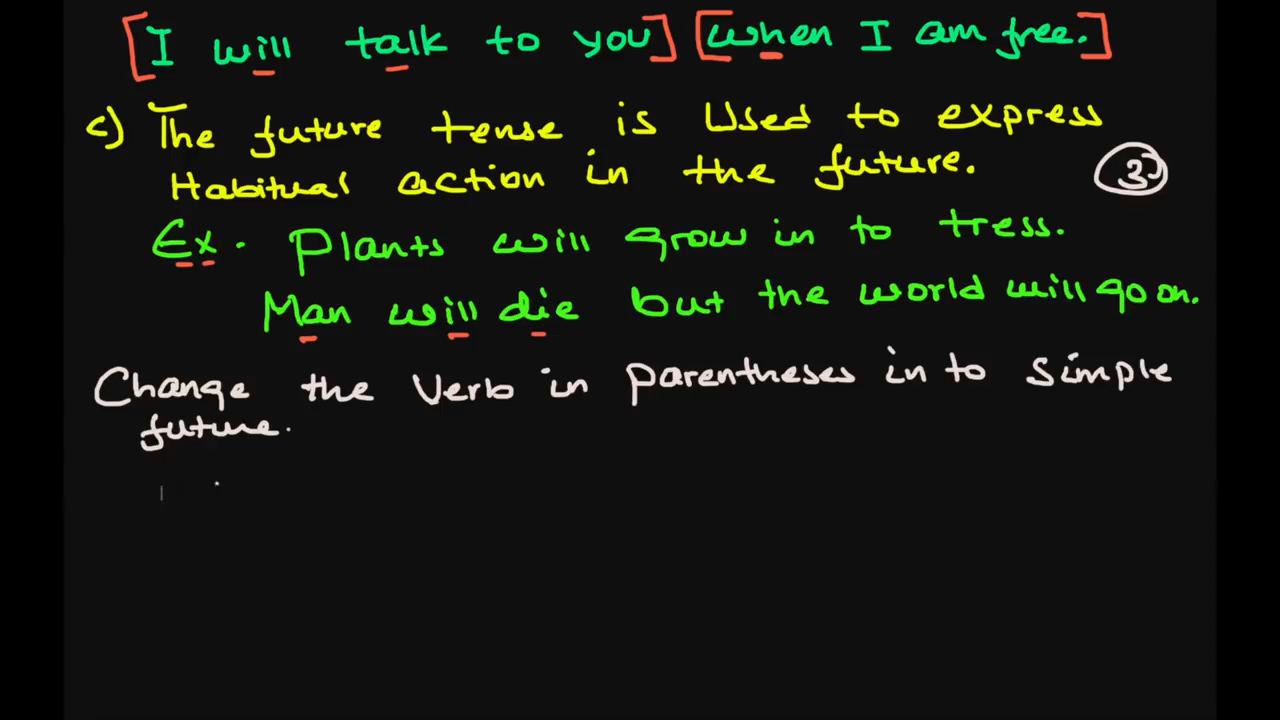 [I will talk to you] [when I am free.]
c) The future tense is Used to express
Habitual action in the future.
3
Ex. Plants will grow in to tress.
Man will die but the world will go on.
Change the Verb in parentheses in to simple
future.